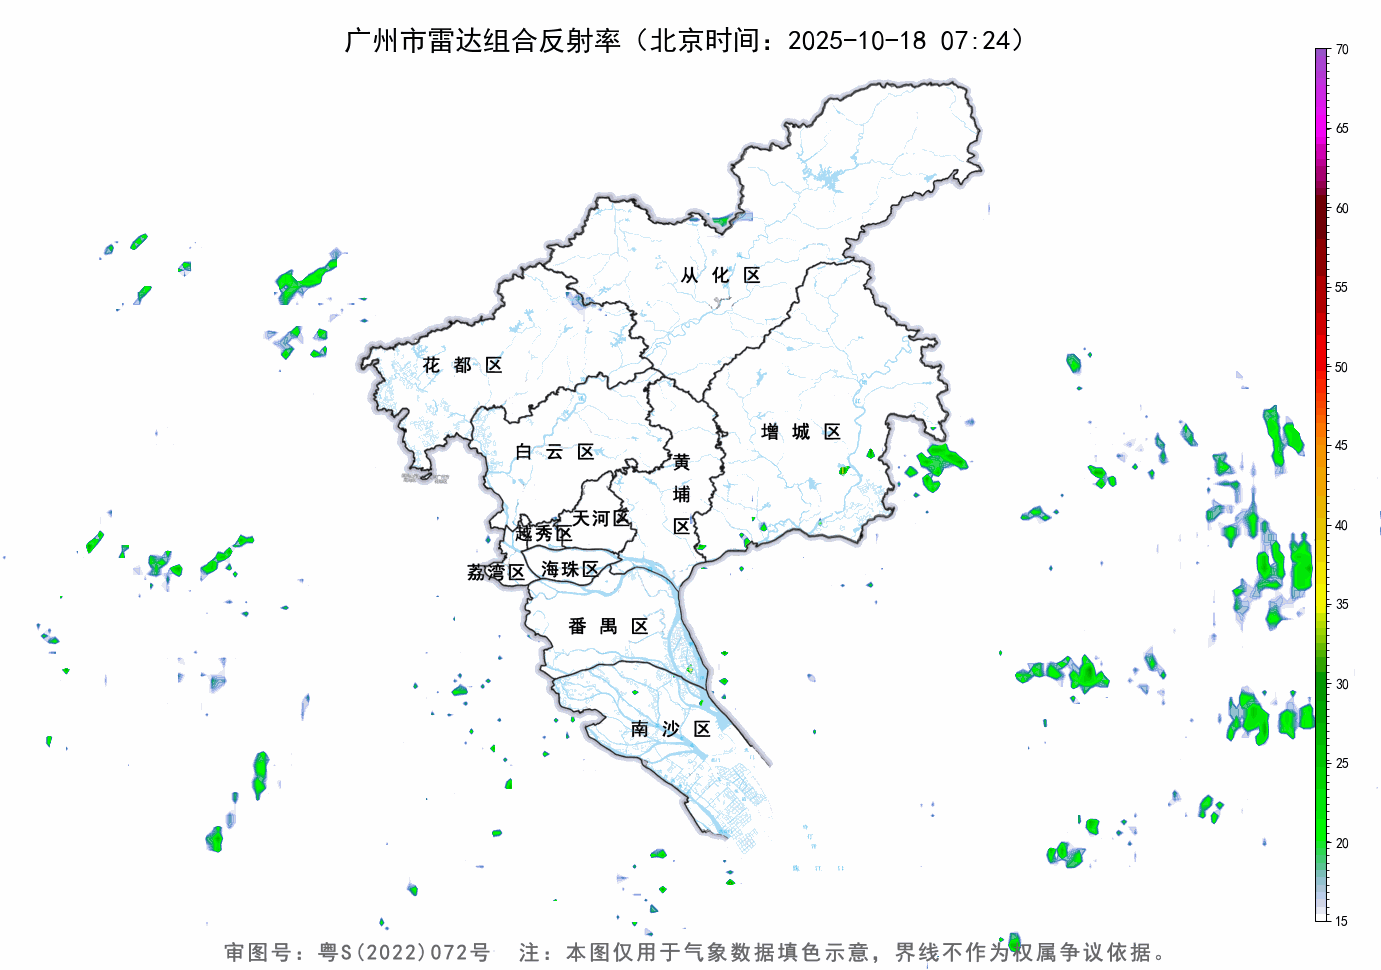 广州市雷达组合反射率（北京时间：2025-10-18 07:24）
70
65
60
55
50
45
40
35
30
25
20
15
从化区
花都区
增城区
白云区
黄埔区
天河区
越秀区
海珠区
荔湾区
番禺区
南沙区
审图号：粤S(2022)072号 注：本图仅用于气象数据填色示意，界线不作为权属争议依据。